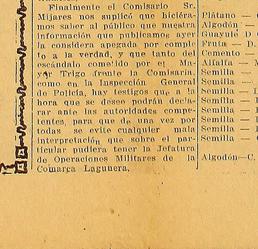 Finalmente el Comisario Sr.
Mijares nos suplicó que hiciéra-
mos saber al público que nuestra
información que publicamos ayer
la considera apegada por comple-
to a la verdad, y que tanto del
escándalo cometido por el Ma-
yor Trigo frente la Comisaría,
como en la Inspección General
de Policía, hay testigos que a la
hora que se desee podrán decla-
rar ante las autoridades compe-
tentes, para que de una vez por
todas se evite cualquier mala
interpretación que sobre el par-
ticular pudiera tener la Jefatura
de Operaciones Militares de la
Comarca Lagunera.
Plátano —
Algodón
Guayule D
Fruta — D.
Cemento —
Alfalfa — M
Semilla —
Semilla —
Semilla —
Semilla —
Semilla —
Semilla —
Semilla —
Semilla —
Algodón—C.